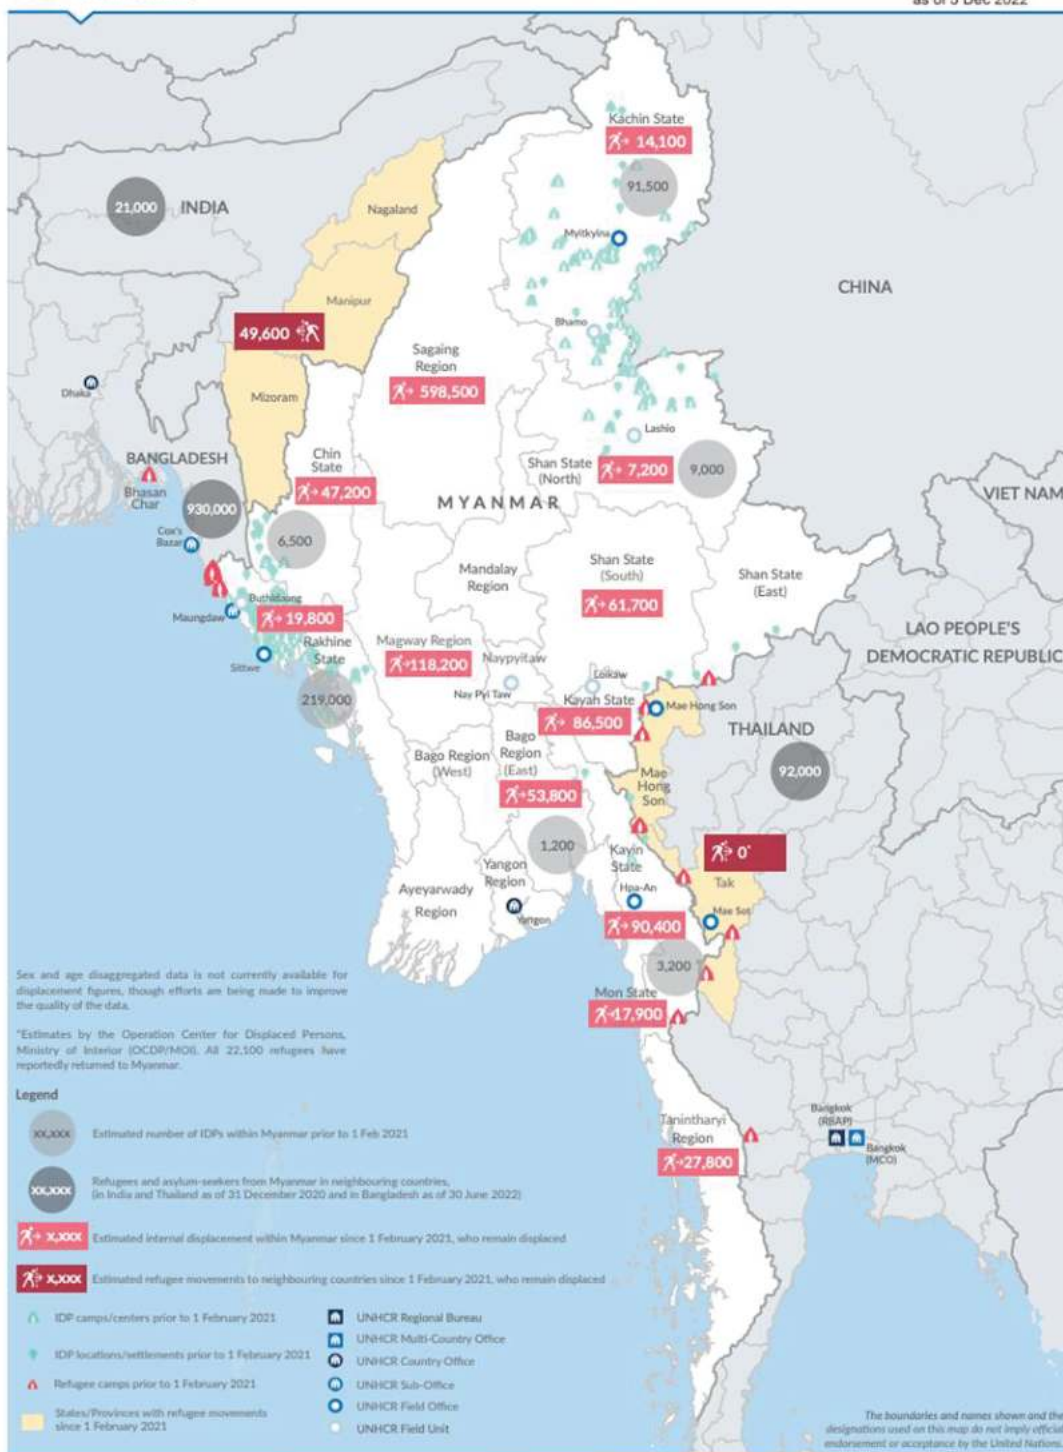 as of 5 Dec 2022
Kachin State
14,100
91,500
21,000
INDIA
Nagaland
Myitkyina
CHINA
Manipur
49,600
Bhamo
Sagaing
Region
598,500
Dhaka
Mizoram
Lashio
Chin
State
47,200
Shan State
(North)
7,200
9,000
BANGLADESH
Bhasan
Char
930,000
MYANMAR
VIET NAM
Cox's
Bazar
6,500
Mandalay
Region
Shan State
(South)
61,700
Shan State
(East)
Buthidaung
Maungdaw
19,800
Rakhine
State
Sittwe
219,000
Magway Region
118,200
Naypyitaw
Nay Pyi Taw
Loikaw
LAO PEOPLE'S
DEMOCRATIC REPUBLIC
Kayah State
86,500
Mae Hong Son
THAILAND
92,000
Bago Region
(West)
Bago
Region
(East)
53,800
Mae
Hong
Son
1,200
Kayin
State
0*
Tak
Yangon
Region
Ayeyarwady
Region
Yangon
Hpa-An
90,400
Mae Sot
3,200
Mon State
17,900
Sex and age disaggregated data is not currently available for
displacement figures, though efforts are being made to improve
the quality of the data.
*Estimates by the Operation Center for Displaced Persons,
Ministry of Interior (OCDP/MOI). All 22,100 refugees have
reportedly returned to Myanmar.
Tanintharyi
Region
27,800
Bangkok
(RBAP)
Bangkok
(MCO)
Legend
xx,xxx
Estimated number of IDPs within Myanmar prior to 1 Feb 2021
xx,xxx
Refugees and asylum-seekers from Myanmar in neighbouring countries,
(in India and Thailand as of 31 December 2020 and in Bangladesh as of 30 June 2022)
x,xxx
Estimated internal displacement within Myanmar since 1 February 2021, who remain displaced
x,xxx
Estimated refugee movements to neighbouring countries since 1 February 2021, who remain displaced
IDP camps/centers prior to 1 February 2021
IDP locations/settlements prior to 1 February 2021
Refugee camps prior to 1 February 2021
States/Provinces with refugee movements
since 1 February 2021
UNHCR Regional Bureau
UNHCR Multi-Country Office
UNHCR Country Office
UNHCR Sub-Office
UNHCR Field Office
UNHCR Field Unit
The boundaries and names shown and the
designations used on this map do not imply official
endorsement or acceptance by the United Nations.